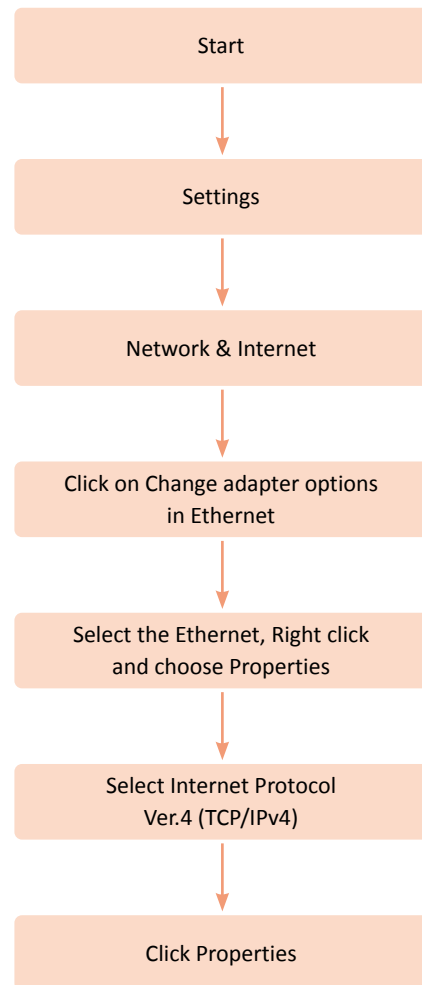 Start
Settings
Network & Internet
Click on Change adapter options
in Ethernet
Select the Ethernet, Right click
and choose Properties
Select Internet Protocol
Ver.4 (TCP/IPv4)
Click Properties